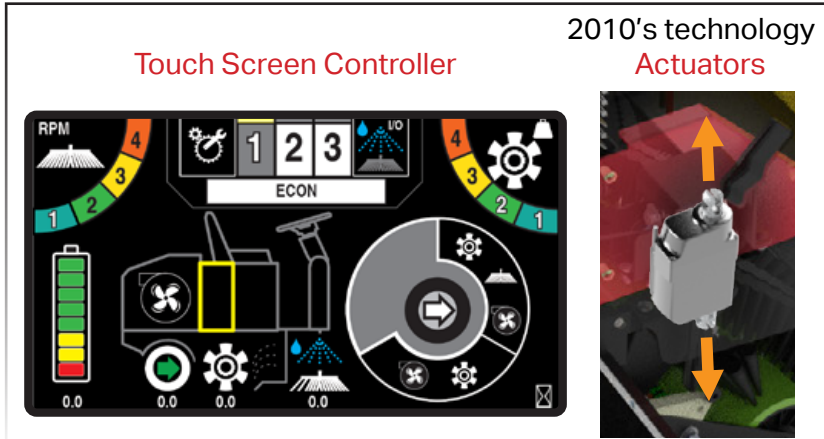 2010's technology
Touch Screen Controller
Actuators
RPM
I/O
4
3
2
1
1 2 3
4
3
2
1
ECON
0.0 0.0 0.0 0.0